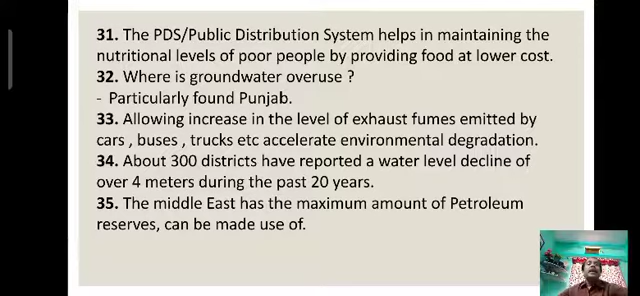 31. The PDS/Public Distribution System helps in maintaining the
nutritional levels of poor people by providing food at lower cost.
32. Where is groundwater overuse ?
- Particularly found Punjab.
33. Allowing increase in the level of exhaust fumes emitted by
cars , buses , trucks etc accelerate environmental degradation.
34. About 300 districts have reported a water level decline of
over 4 meters during the past 20 years.
35. The middle East has the maximum amount of Petroleum
reserves, can be made use of.